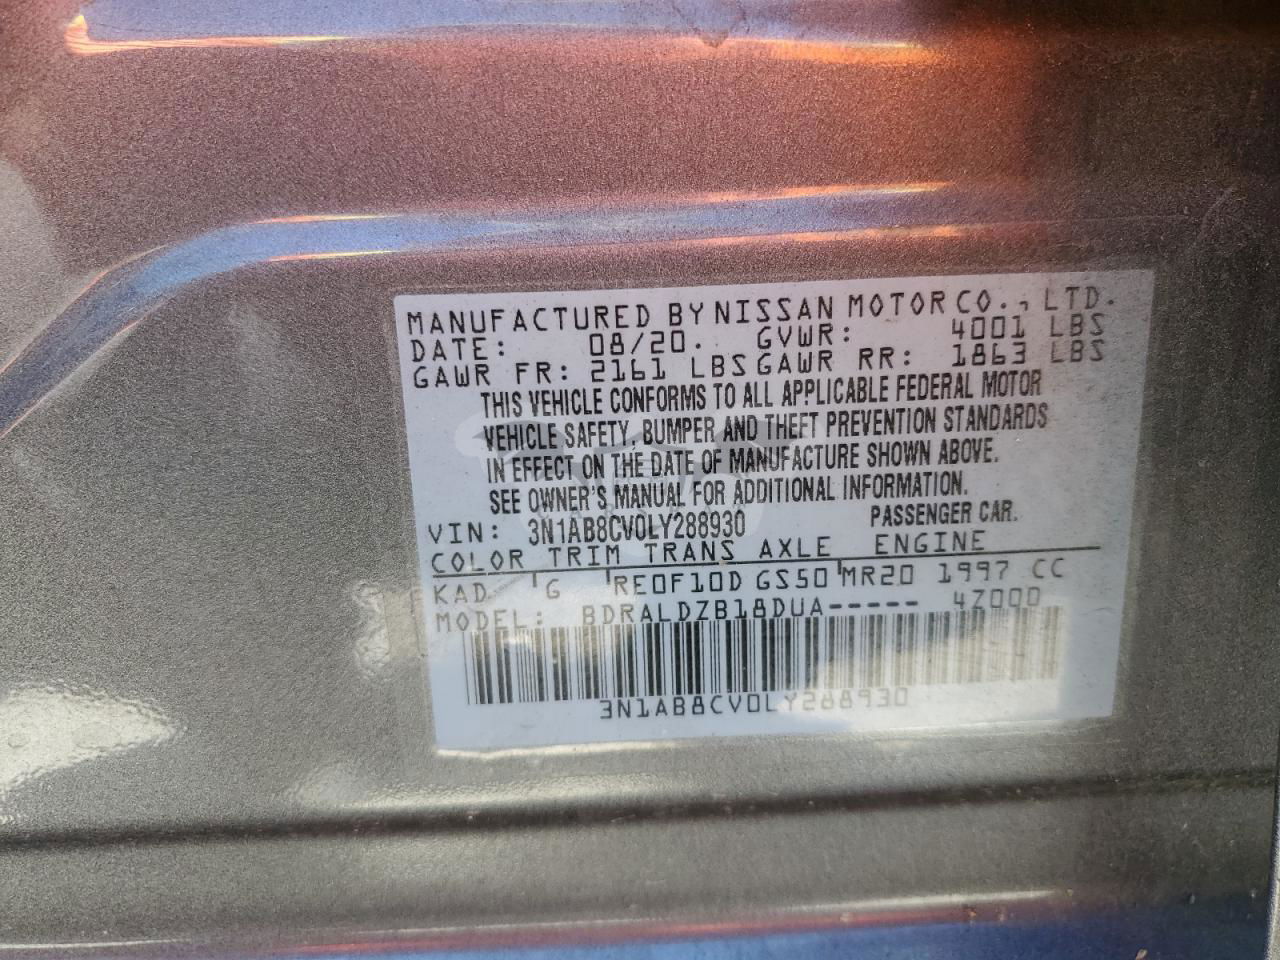 MANUFACTURED BY NISSAN MOTOR CO., LTD.
DATE: 08/20. GVWR: 4001 LBS
GAWR FR: 2161 LBS GAWR RR: 1863 LBS
THIS VEHICLE CONFORMS TO ALL APPLICABLE FEDERAL MOTOR
VEHICLE SAFETY, BUMPER AND THEFT PREVENTION STANDARDS
IN EFFECT ON THE DATE OF MANUFACTURE SHOWN ABOVE.
SEE OWNER'S MANUAL FOR ADDITIONAL INFORMATION.
VIN: 3N1AB8CV0LY288930 PASSENGER CAR.
COLOR TRIM TRANS AXLE ENGINE
KAD G RE0F10D GS50 MR20 1997 CC
MODEL: BDRALDZB18DUA----- 4Z000
3N1AB8CV0LY288930